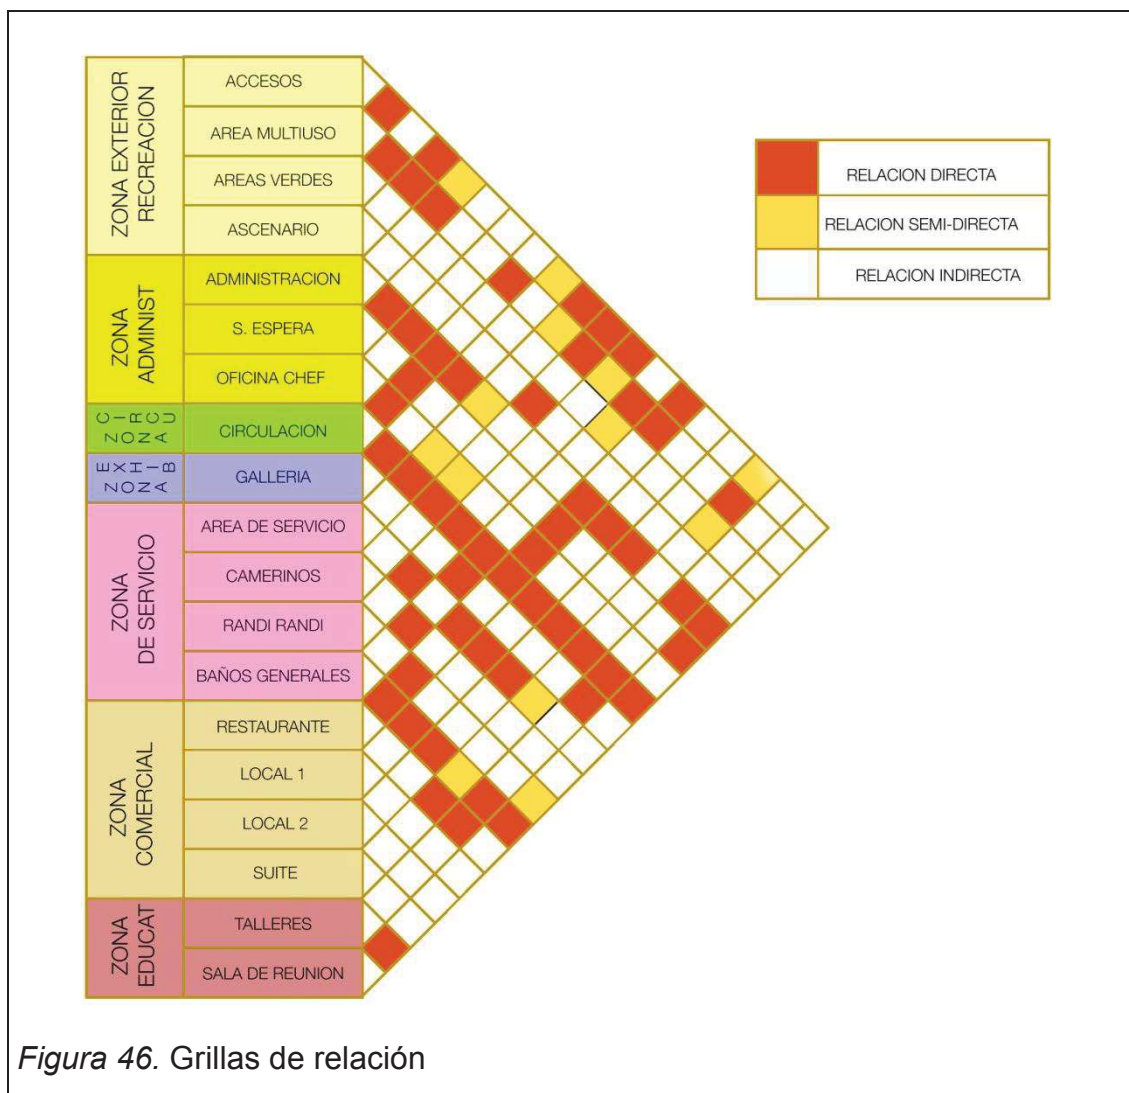 ZONA EXTERIOR
RECREACION
ACCESOS
AREA MULTIUSO
AREAS VERDES
ASCENARIO
ZONA
ADMINIST
ADMINISTRACION
S. ESPERA
OFICINA CHEF
ZONA
CIRCU
CIRCULACION
ZONA
EXHIB
GALLERIA
ZONA
DE SERVICIO
AREA DE SERVICIO
CAMERINOS
RANDI RANDI
BAÑOS GENERALES
ZONA
COMERCIAL
RESTAURANTE
LOCAL 1
LOCAL 2
SUITE
ZONA
EDUCAT
TALLERES
SALA DE REUNION
RELACION DIRECTA
RELACION SEMI-DIRECTA
RELACION INDIRECTA
Figura 46. Grillas de relación